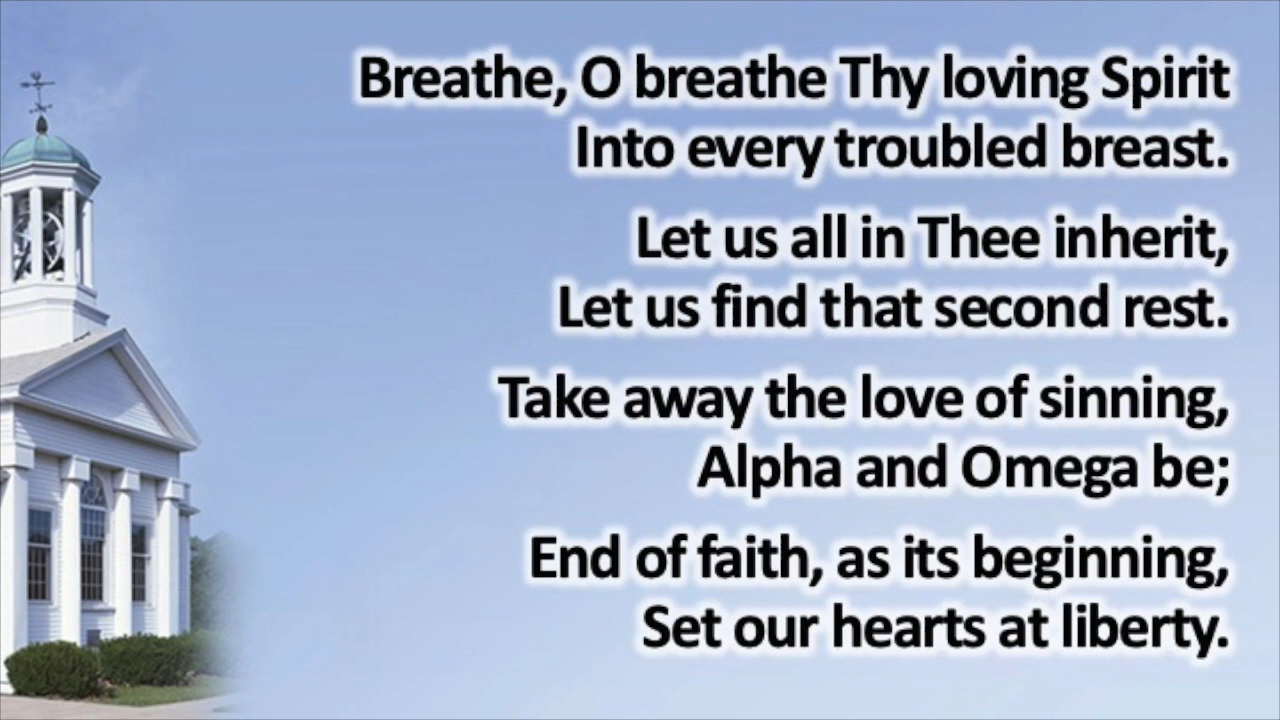 Breathe, O breathe Thy loving Spirit
Into every troubled breast.
Let us all in Thee inherit,
Let us find that second rest.
Take away the love of sinning,
Alpha and Omega be;
End of faith, as its beginning,
Set our hearts at liberty.